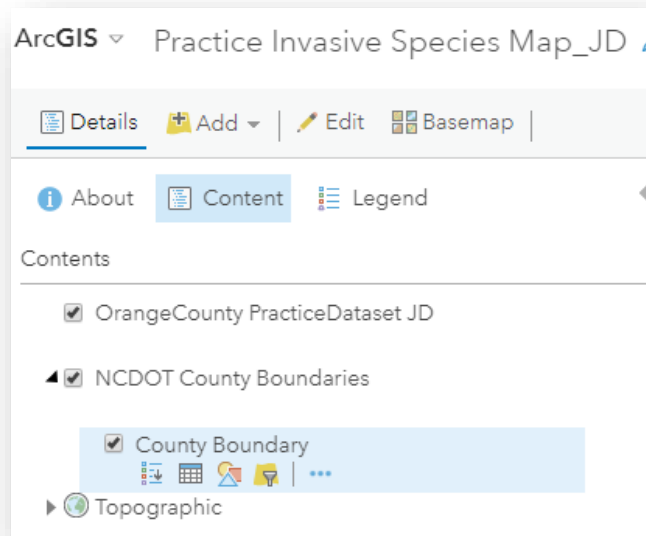 ArcGIS Practice Invasive Species Map_JD
Details Add Edit Basemap
About Content Legend
Contents
OrangeCounty PracticeDataset JD
NCDOT County Boundaries
County Boundary
Topographic